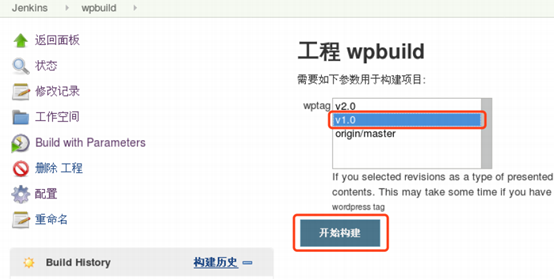 Jenkins wpbuild
返回面板
状态
修改记录
工作空间
Build with Parameters
删除 工程
配置
重命名
Build History 构建历史
工程 wpbuild
需要如下参数用于构建项目:
wptag
v2.0
v1.0
origin/master
If you selected revisions as a type of presented
contents. This may take some time if you have
wordpress tag
开始构建